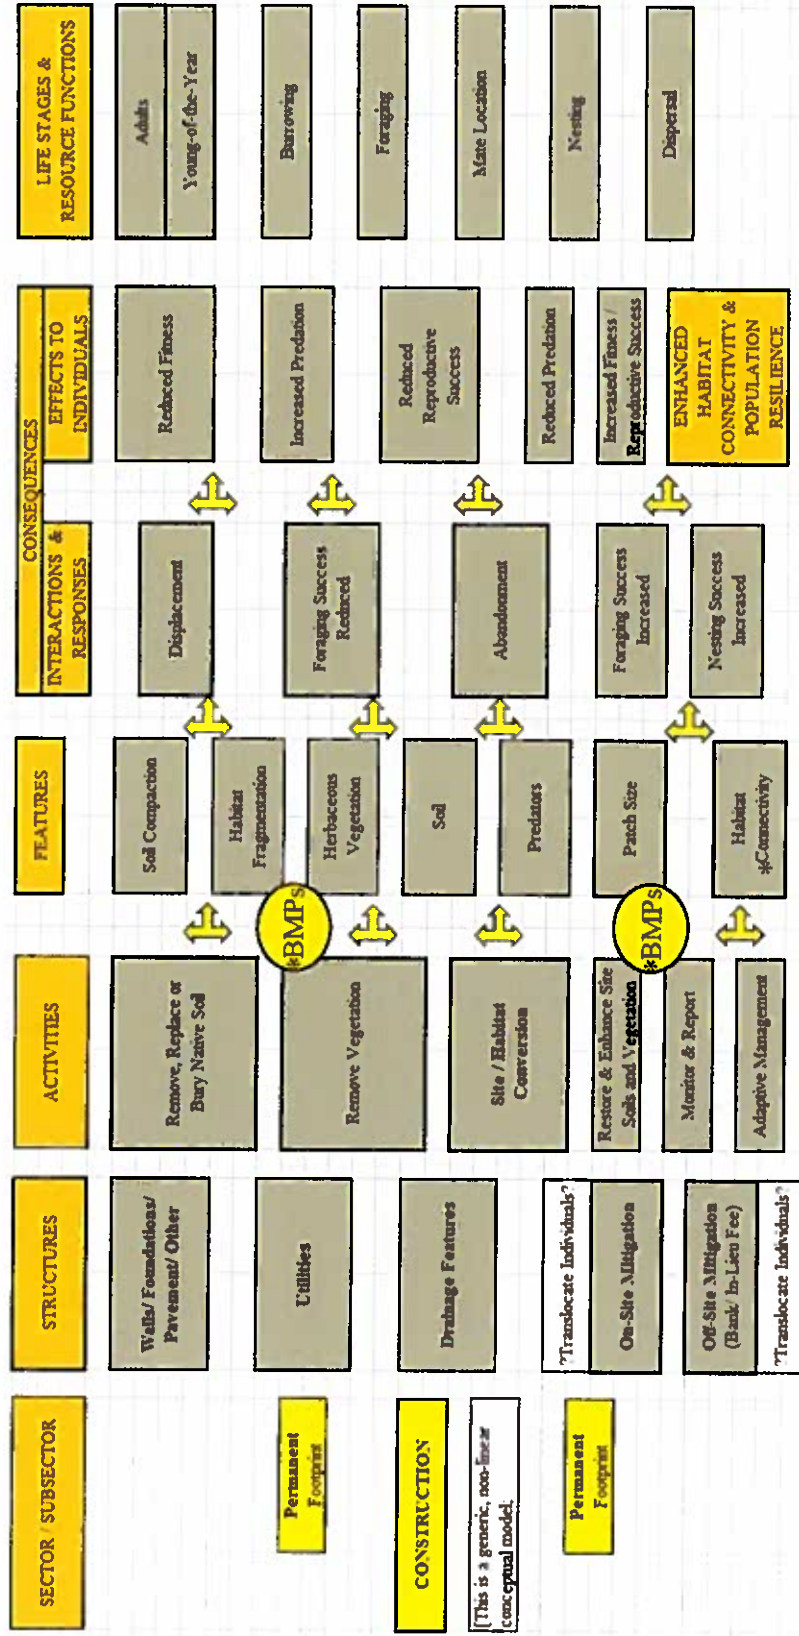 SECTOR / SUBSECTOR
Permanent
Footprint
CONSTRUCTION
[This is a generic, non-linear
conceptual model.
Permanent
Footprint
STRUCTURES
Walls/ Foundations/
Pavement/ Other
Utilities
Drainage Features
?Translocate Individuals?
On-Site Mitigation
Off-Site Mitigation
(Bank/ In-Lieu Fee)
?Translocate Individuals?
ACTIVITIES
Remove, Replace or
Bury Native Soil
Remove Vegetation
Site / Habitat
Conversion
Restore & Enhance Site
Soils and Vegetation
Monitor & Report
Adaptive Management
*BMPs
*BMPs
FEATURES
Soil Compaction
Habitat
Fragmentation
Herbaceous
Vegetation
Soil
Predators
Patch Size
Habitat
*Connectivity
CONSEQUENCES
INTERACTIONS &
RESPONSES
Displacement
Foraging Success
Reduced
Abandonment
Foraging Success
Increased
Nesting Success
Increased
EFFECTS TO
INDIVIDUALS
Reduced Fitness
Increased Predation
Reduced
Reproductive
Success
Reduced Predation
Increased Fitness /
Reproductive Success
ENHANCED
HABITAT
CONNECTIVITY &
POPULATION
RESILIENCE
LIFE STAGES &
RESOURCE FUNCTIONS
Adults
Young-of-the-Year
Burrowing
Foraging
Mate Location
Nesting
Dispersal